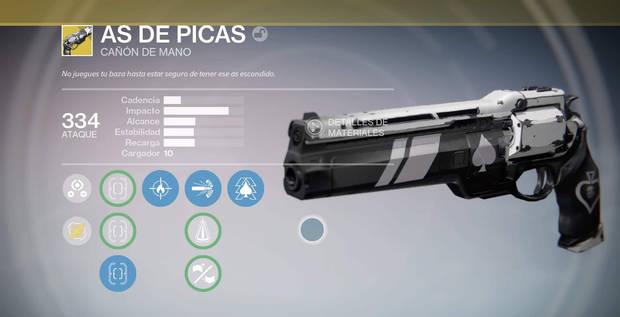 AS DE PICAS
CAÑÓN DE MANO
No juegues tu baza hasta estar seguro de tener ese as escondido.
334
ATAQUE
Cadencia
Impacto
Alcance
Estabilidad
Recarga
Cargador 10
DETALLES DE
MATERIALES